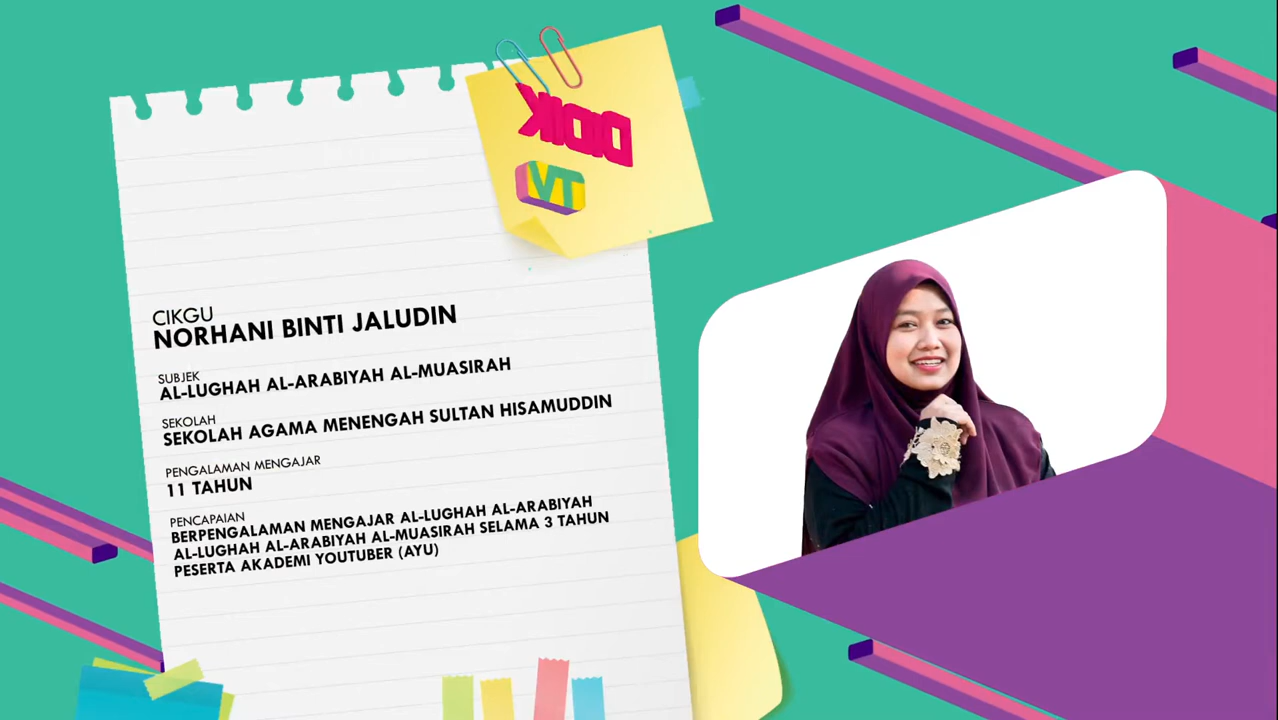 DIDIK
TV
CIKGU
NORHANI BINTI JALUDIN
SUBJEK
AL-LUGHAH AL-ARABIYAH AL-MUASIRAH
SEKOLAH
SEKOLAH AGAMA MENENGAH SULTAN HISAMUDDIN
PENGALAMAN MENGAJAR
11 TAHUN
PENCAPAIAN
BERPENGALAMAN MENGAJAR AL-LUGHAH AL-ARABIYAH
AL-LUGHAH AL-ARABIYAH AL-MUASIRAH SELAMA 3 TAHUN
PESERTA AKADEMI YOUTUBER (AYU)